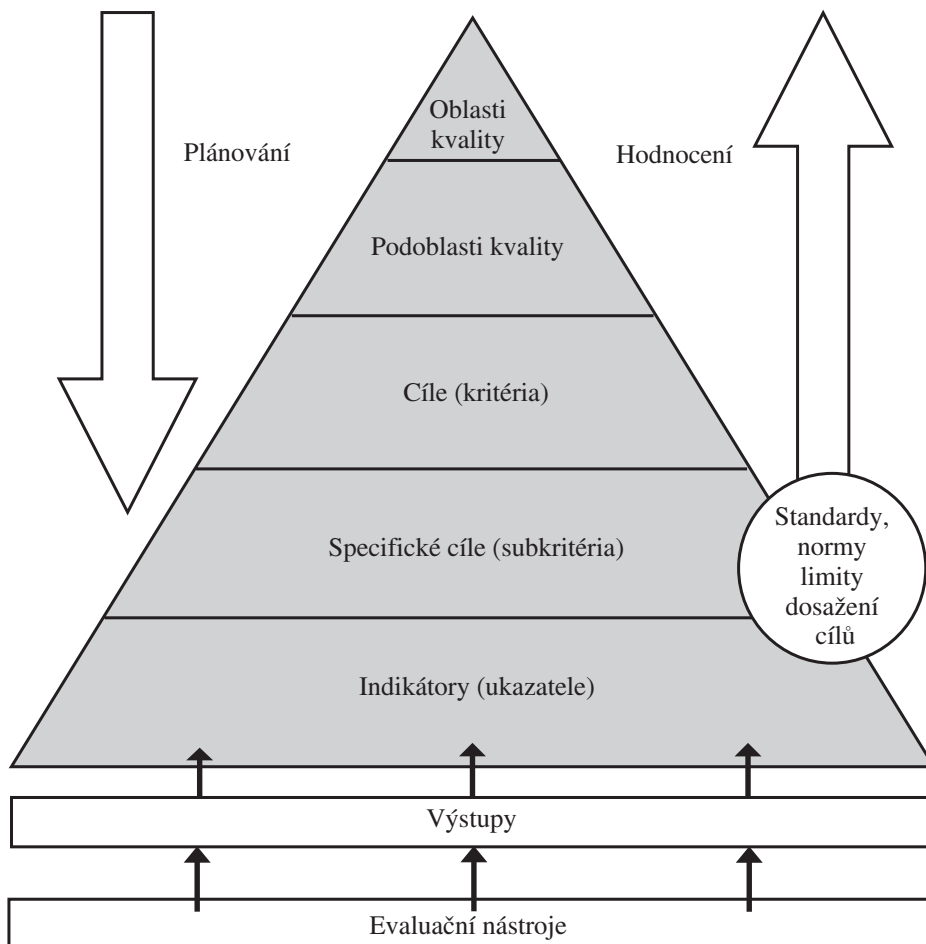 Oblasti
kvality
Plánování
Hodnocení
Podoblasti kvality
Cíle (kritéria)
Specifické cíle (subkritéria)
Standardy,
normy
limity
dosažení
cílů
Indikátory (ukazatele)
Výstupy
Evaluační nástroje